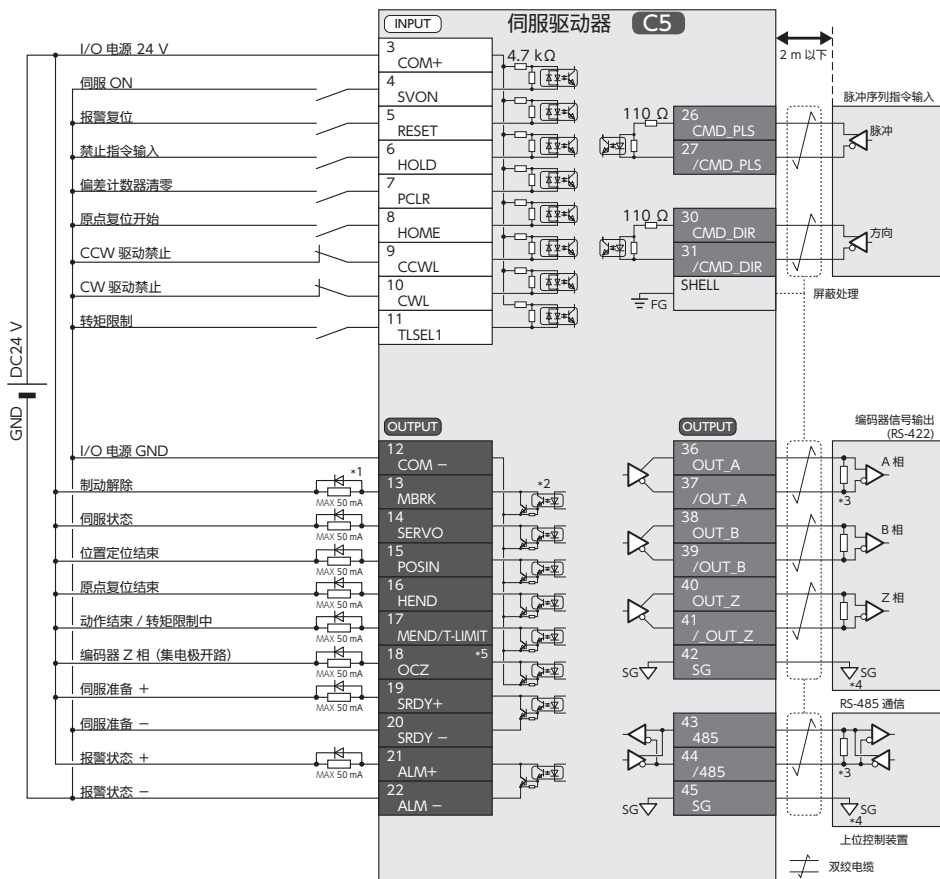 INPUT
伺服驱动器 C5
I/O 电源 24 V
3
COM+
4.7 kΩ
2 m 以下
伺服 ON
4
SVON
报警复位
5
RESET
禁止指令输入
6
HOLD
偏差计数器清零
7
PCLR
原点复位开始
8
HOME
CCW 驱动禁止
9
CCWL
CW 驱动禁止
10
CWL
转矩限制
11
TLSEL1
脉冲序列指令输入
110 Ω
26
CMD_PLS
脉冲
27
/CMD_PLS
110 Ω
30
CMD_DIR
方向
31
/CMD_DIR
SHELL
FG
屏蔽处理
DC24 V
GND
OUTPUT
I/O 电源 GND
12
COM −
制动解除
*1
MAX 50 mA
13
MBRK
*2
伺服状态
MAX 50 mA
14
SERVO
位置定位结束
MAX 50 mA
15
POSIN
原点复位结束
MAX 50 mA
16
HEND
动作结束 / 转矩限制中
MAX 50 mA
17
MEND/T-LIMIT
编码器 Z 相 (集电极开路)
MAX 50 mA
18 *5
OCZ
伺服准备 +
MAX 50 mA
19
SRDY+
伺服准备 −
20
SRDY −
报警状态 +
MAX 50 mA
21
ALM+
报警状态 −
22
ALM −
OUTPUT
编码器信号输出
(RS-422)
36
OUT_A
A 相
37
/OUT_A
*3
38
OUT_B
B 相
39
/OUT_B
40
OUT_Z
Z 相
41
/_OUT_Z
42
SG
SG
SG
*4
RS-485 通信
43
485
44
/485
*3
45
SG
SG
SG
*4
上位控制装置
双绞电缆